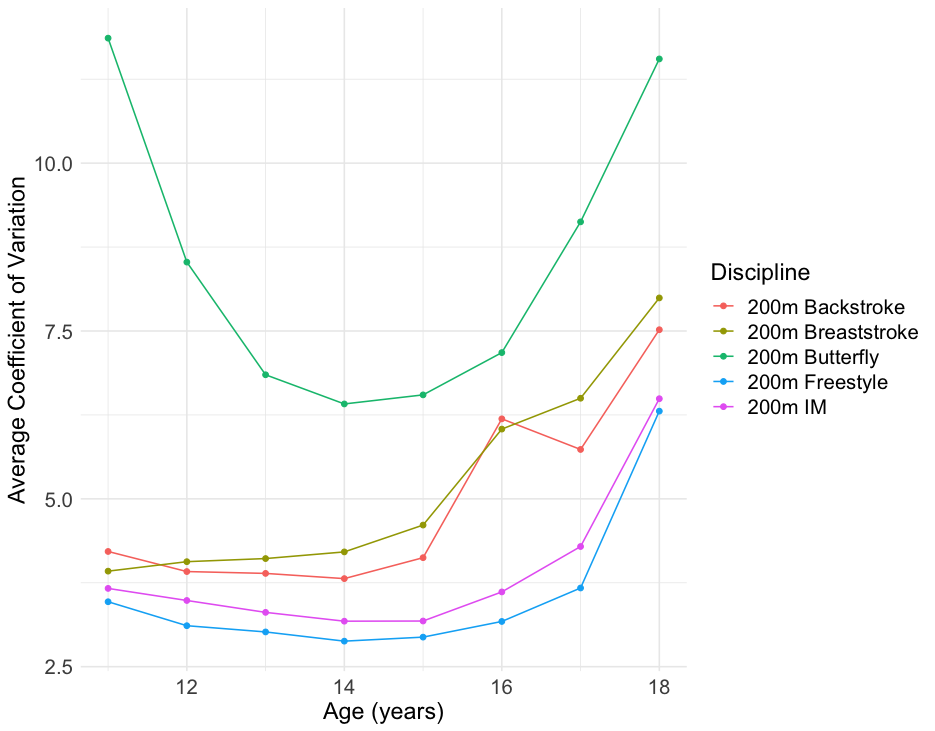 Average Coefficient of Variation
10.0
7.5
5.0
2.5
12 14 16 18
Age (years)
Discipline
200m Backstroke
200m Breaststroke
200m Butterfly
200m Freestyle
200m IM